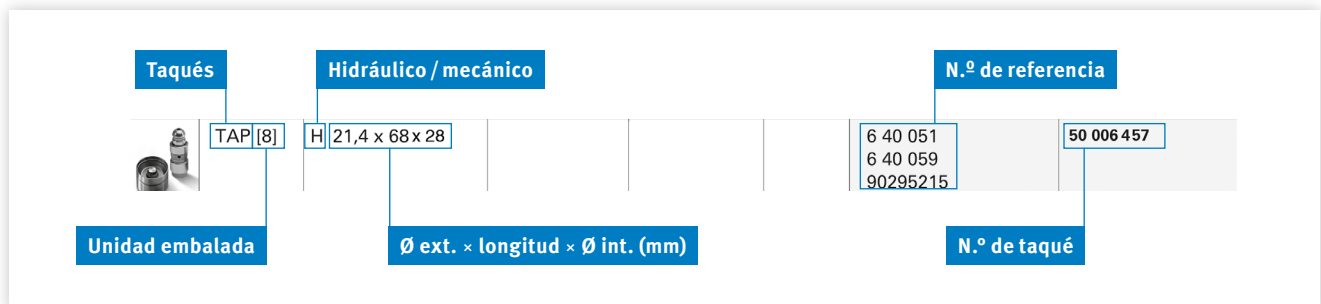 Taqués
Hidráulico / mecánico
N.º de referencia
TAP [8] H 21,4 x 68 x 28 6 40 051 50 006 457
6 40 059
90295215
Unidad embalada
Ø ext. × longitud × Ø int. (mm)
N.º de taqué